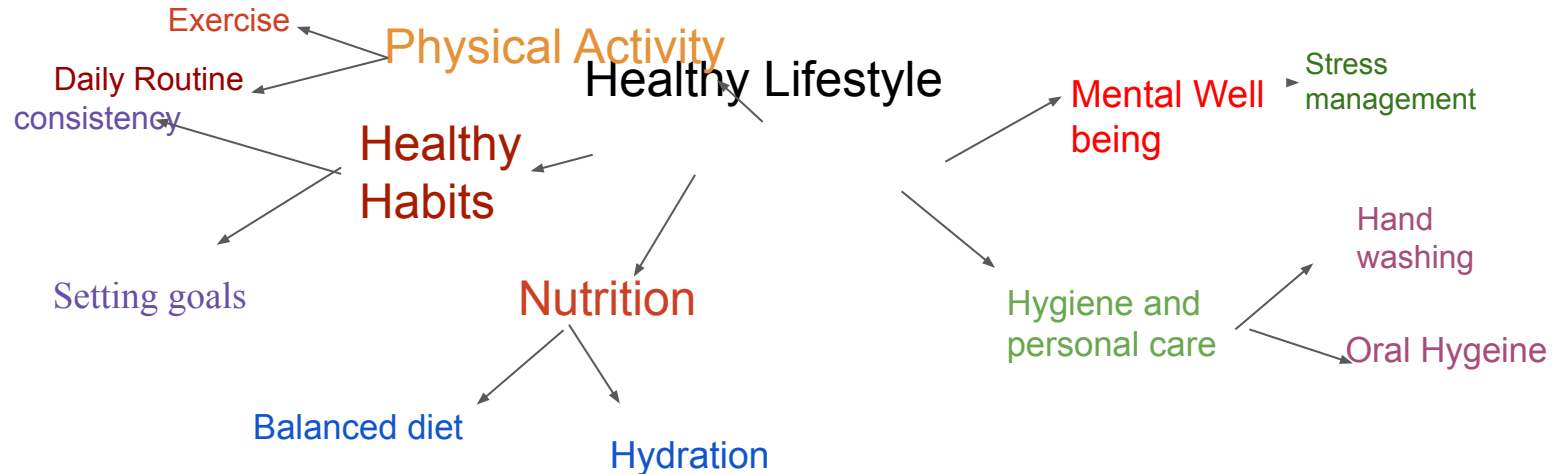 Exercise
Physical Activity
Healthy Lifestyle
Daily Routine
consistency
Healthy
Habits
Setting goals
Nutrition
Balanced diet
Hydration
Mental Well
being
Stress
management
Hygiene and
personal care
Hand
washing
Oral Hygeine